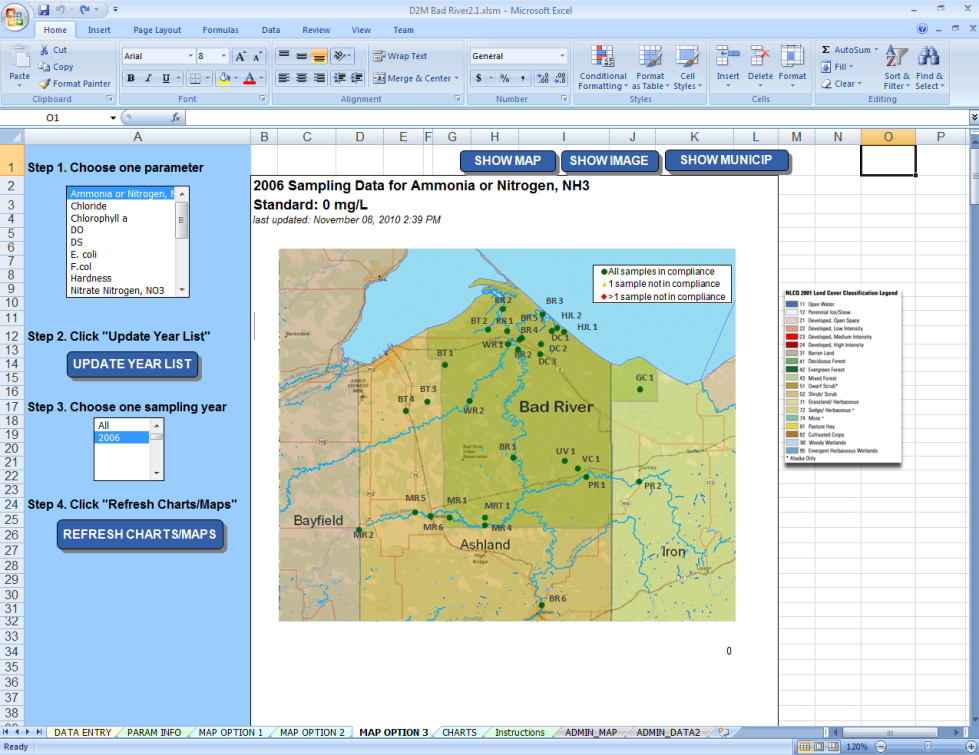 D2M Bad River2.1.xlsm - Microsoft Excel
Home Insert Page Layout Formulas Data Review View Team
Paste
Cut
Copy
Format Painter
Clipboard
Arial 8
B I U
Font
Wrap Text
Merge & Center
Alignment
General
$ % ,
Number
Conditional Formatting
Format as Table
Cell Styles
Styles
Insert Delete Format
Cells
AutoSum
Fill
Clear
Sort & Filter
Find & Select
Editing
O1
fx
A B C D E F G H I J K L M N O P
1
2
3
4
5
6
7
8
9
10
11
12
13
14
15
16
17
18
19
20
21
22
23
24
25
26
27
28
29
30
31
32
33
34
35
36
37
38
Step 1. Choose one parameter
Ammonia or Nitrogen, N
Chloride
Chlorophyll a
DO
DS
E. coli
F.col
Hardness
Nitrate Nitrogen, NO3
Step 2. Click "Update Year List"
UPDATE YEAR LIST
Step 3. Choose one sampling year
All
2006
Step 4. Click "Refresh Charts/Maps"
REFRESH CHARTS/MAPS
SHOW MAP SHOW IMAGE SHOW MUNICIP
2006 Sampling Data for Ammonia or Nitrogen, NH3
Standard: 0 mg/L
last updated: November 08, 2010 2:39 PM
All samples in compliance
1 sample not in compliance
>1 sample not in compliance
KR 2
BR 3
BT 2
KR 1
BR 5
HJL 2
BR 4
HJL 1
WR 1
DC 1
BR 2
DC 2
DC 3
BT 1
GC 1
BT 3
BT 4
WR 2
Bad River
BR 1
UV 1
VC 1
PR 1
PR 2
MR5
MR 1
MRT 1
Bayfield
MR 6
MR 4
MR 2
Ashland
High
Bridge
Iron
BR 6
0
NLCD 2001 Land Cover Classification Legend
11 Open Water
12 Perennial Ice/Snow
21 Developed, Open Space
22 Developed, Low Intensity
23 Developed, Medium Intensity
24 Developed, High Intensity
31 Barren Land
41 Deciduous Forest
42 Evergreen Forest
43 Mixed Forest
51 Dwarf Scrub*
52 Shrub/ Scrub
71 Grassland/ Herbaceous
72 Sedge/ Herbaceous *
74 Moss *
81 Pasture Hay
82 Cultivated Crops
90 Woody Wetlands
95 Emergent Herbaceous Wetlands
* Alaska Only
DATA ENTRY PARAM INFO MAP OPTION 1 MAP OPTION 2 MAP OPTION 3 CHARTS Instructions ADMIN_MAP ADMIN_DATA2
Ready
120%